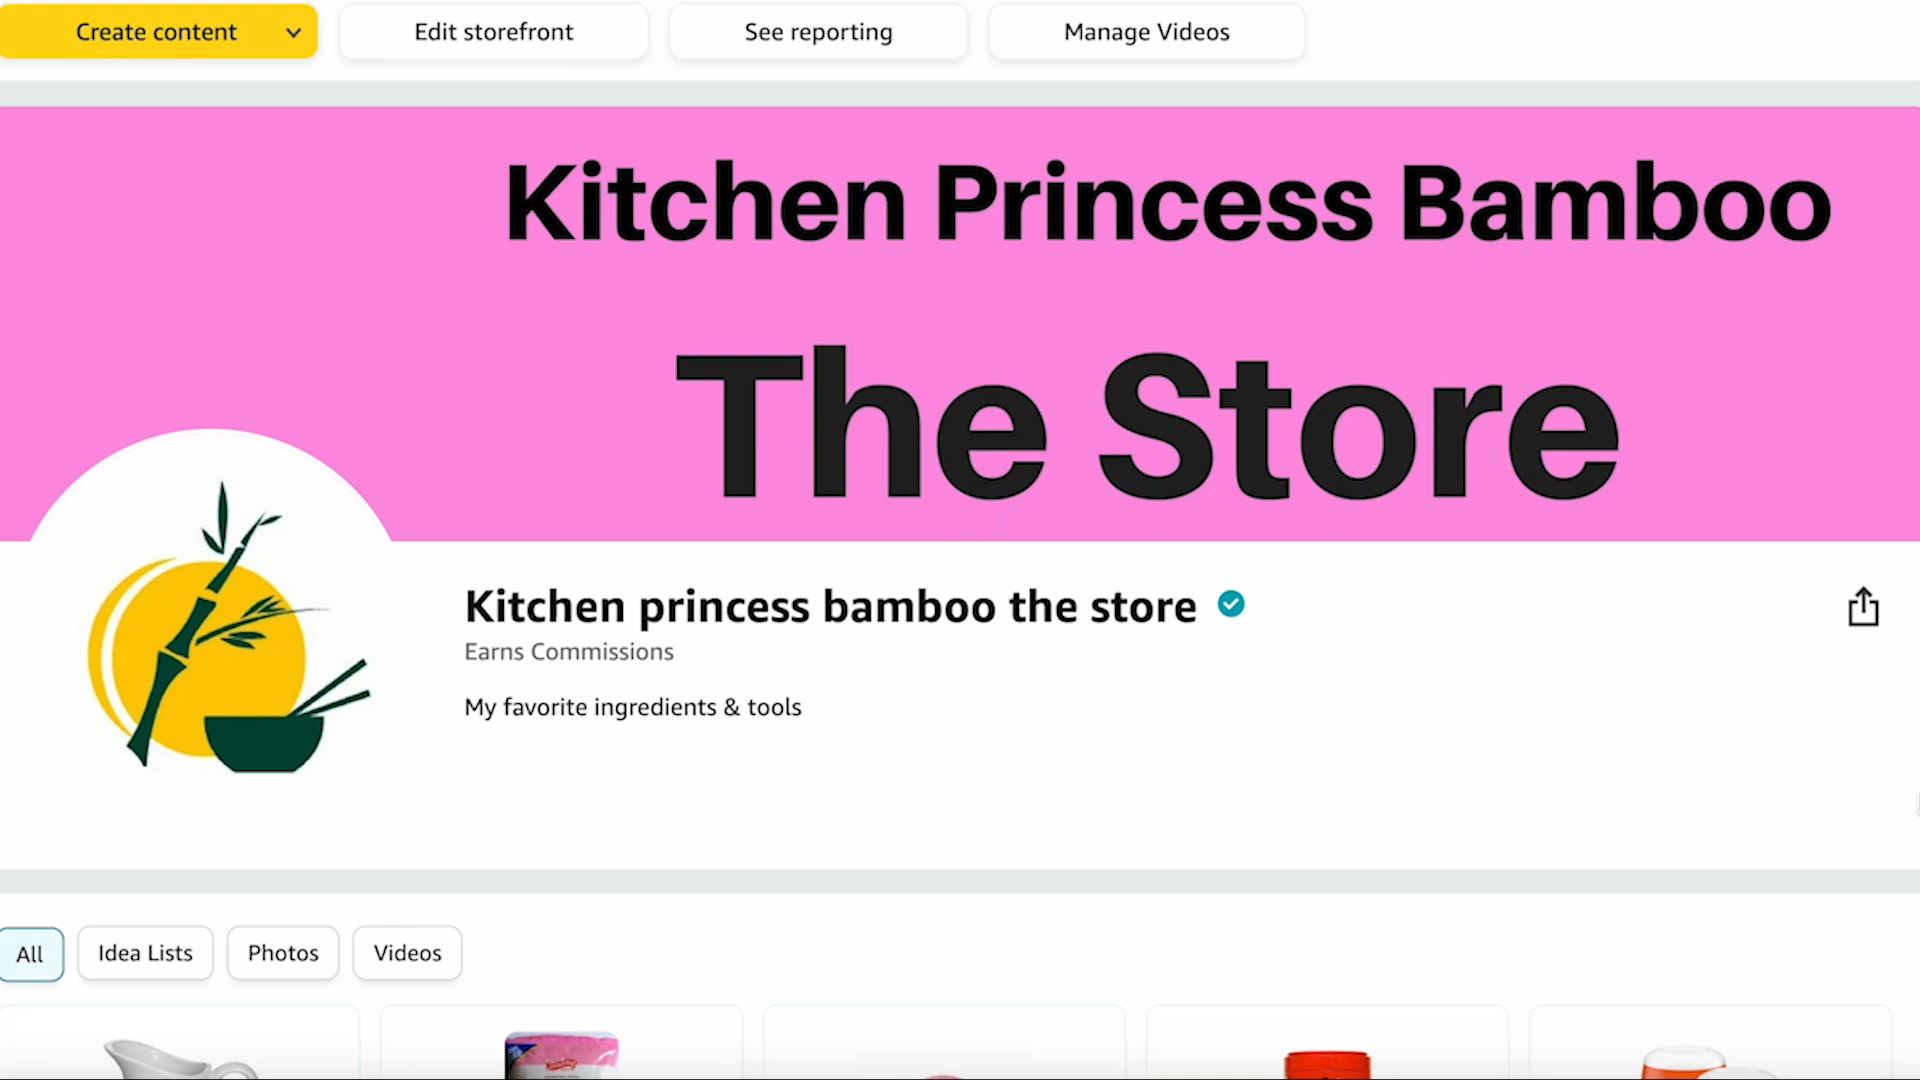 Create content
Edit storefront
See reporting
Manage Videos
Kitchen Princess Bamboo
The Store
Kitchen princess bamboo the store
Earns Commissions
My favorite ingredients & tools
All
Idea Lists
Photos
Videos